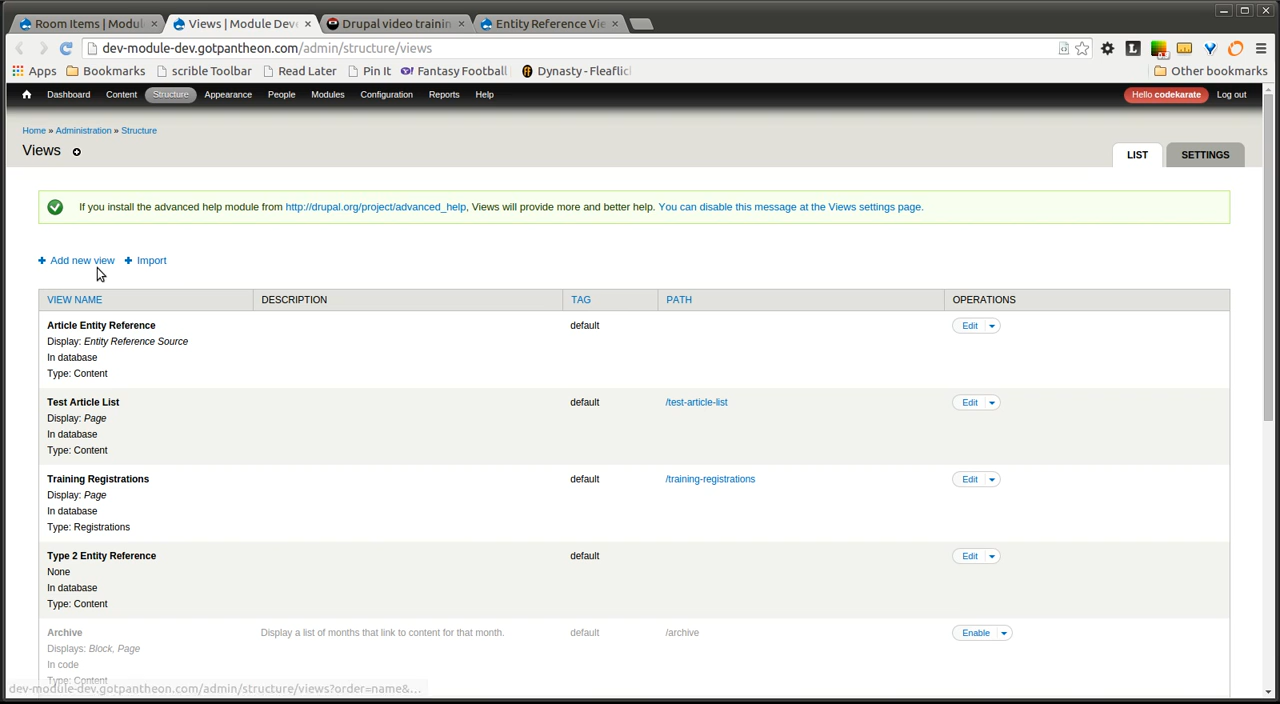 Room Items | Modul
Views | Module Dev
Drupal video trainin
Entity Reference Vie
dev-module-dev.gotpantheon.com/admin/structure/views
Apps
Bookmarks
scrible Toolbar
Read Later
Pin It
Fantasy Football
Dynasty - Fleaflic
Other bookmarks
Dashboard
Content
Structure
Appearance
People
Modules
Configuration
Reports
Help
Hello codekarate
Log out
Home » Administration » Structure
Views
LIST
SETTINGS
If you install the advanced help module from http://drupal.org/project/advanced_help, Views will provide more and better help. You can disable this message at the Views settings page.
Add new view
Import
VIEW NAME
DESCRIPTION
TAG
PATH
OPERATIONS
Article Entity Reference
default
Edit
Display: Entity Reference Source
In database
Type: Content
Test Article List
default
/test-article-list
Edit
Display: Page
In database
Type: Content
Training Registrations
default
/training-registrations
Edit
Display: Page
In database
Type: Registrations
Type 2 Entity Reference
default
Edit
None
In database
Type: Content
Archive
Display a list of months that link to content for that month.
default
/archive
Enable
Displays: Block, Page
In code
Type: Content
dev-module-dev.gotpantheon.com/admin/structure/views?order=name&...